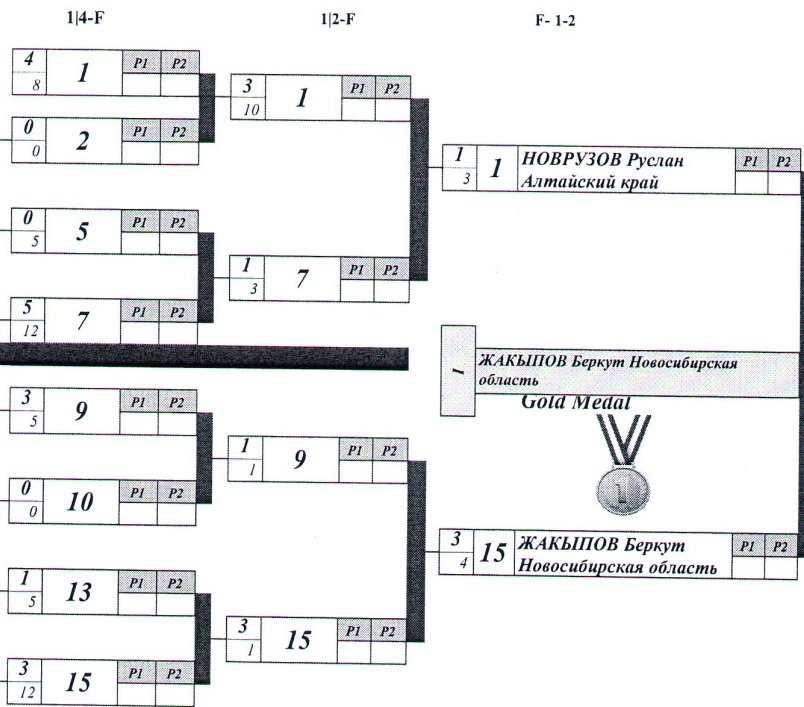 1|4-F 1|2-F F- 1-2
4 8 1 P1 P2
3 10 1 P1 P2
0 0 2 P1 P2
1 3 1 НОВРУЗОВ Руслан P1 P2
Алтайский край
0 5 5 P1 P2
1 3 7 P1 P2
5 12 7 P1 P2
1 ЖАКЫПОВ Беркут Новосибирская
область
Gold Medal
3 5 9 P1 P2
1 1 9 P1 P2
1
0 0 10 P1 P2
3 4 15 ЖАКЫПОВ Беркут P1 P2
Новосибирская область
1 5 13 P1 P2
3 1 15 P1 P2
3 12 15 P1 P2